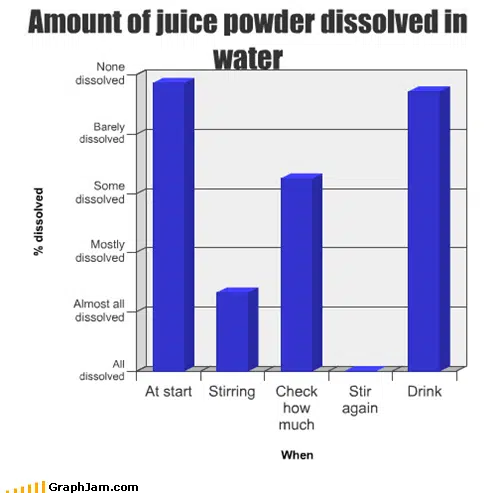 Amount of juice powder dissolved in
water
None
dissolved
Barely
dissolved
Some
dissolved
Mostly
dissolved
Almost all
dissolved
All
dissolved
% dissolved
At start
Stirring
Check
how
much
Stir
again
Drink
When
GraphJam.com